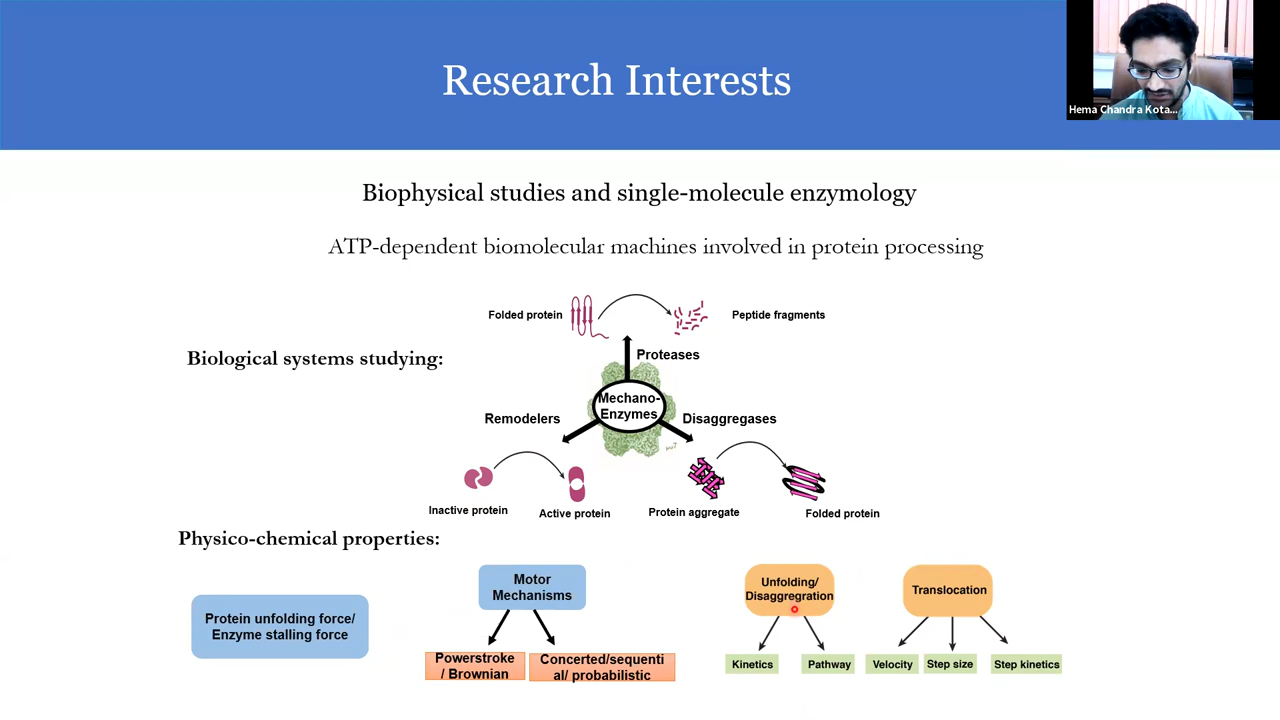 Research Interests
Hema Chandra Kota...
Biophysical studies and single-molecule enzymology
ATP-dependent biomolecular machines involved in protein processing
Folded protein
Peptide fragments
Biological systems studying:
Proteases
Mechano-
Enzymes
Remodelers
Disaggregases
Inactive protein
Active protein
Protein aggregate
Folded protein
Physico-chemical properties:
Protein unfolding force/
Enzyme stalling force
Motor
Mechanisms
Powerstroke
/ Brownian
Concerted/sequenti
al/ probabilistic
Unfolding/
Disaggregration
Kinetics
Pathway
Translocation
Velocity
Step size
Step kinetics